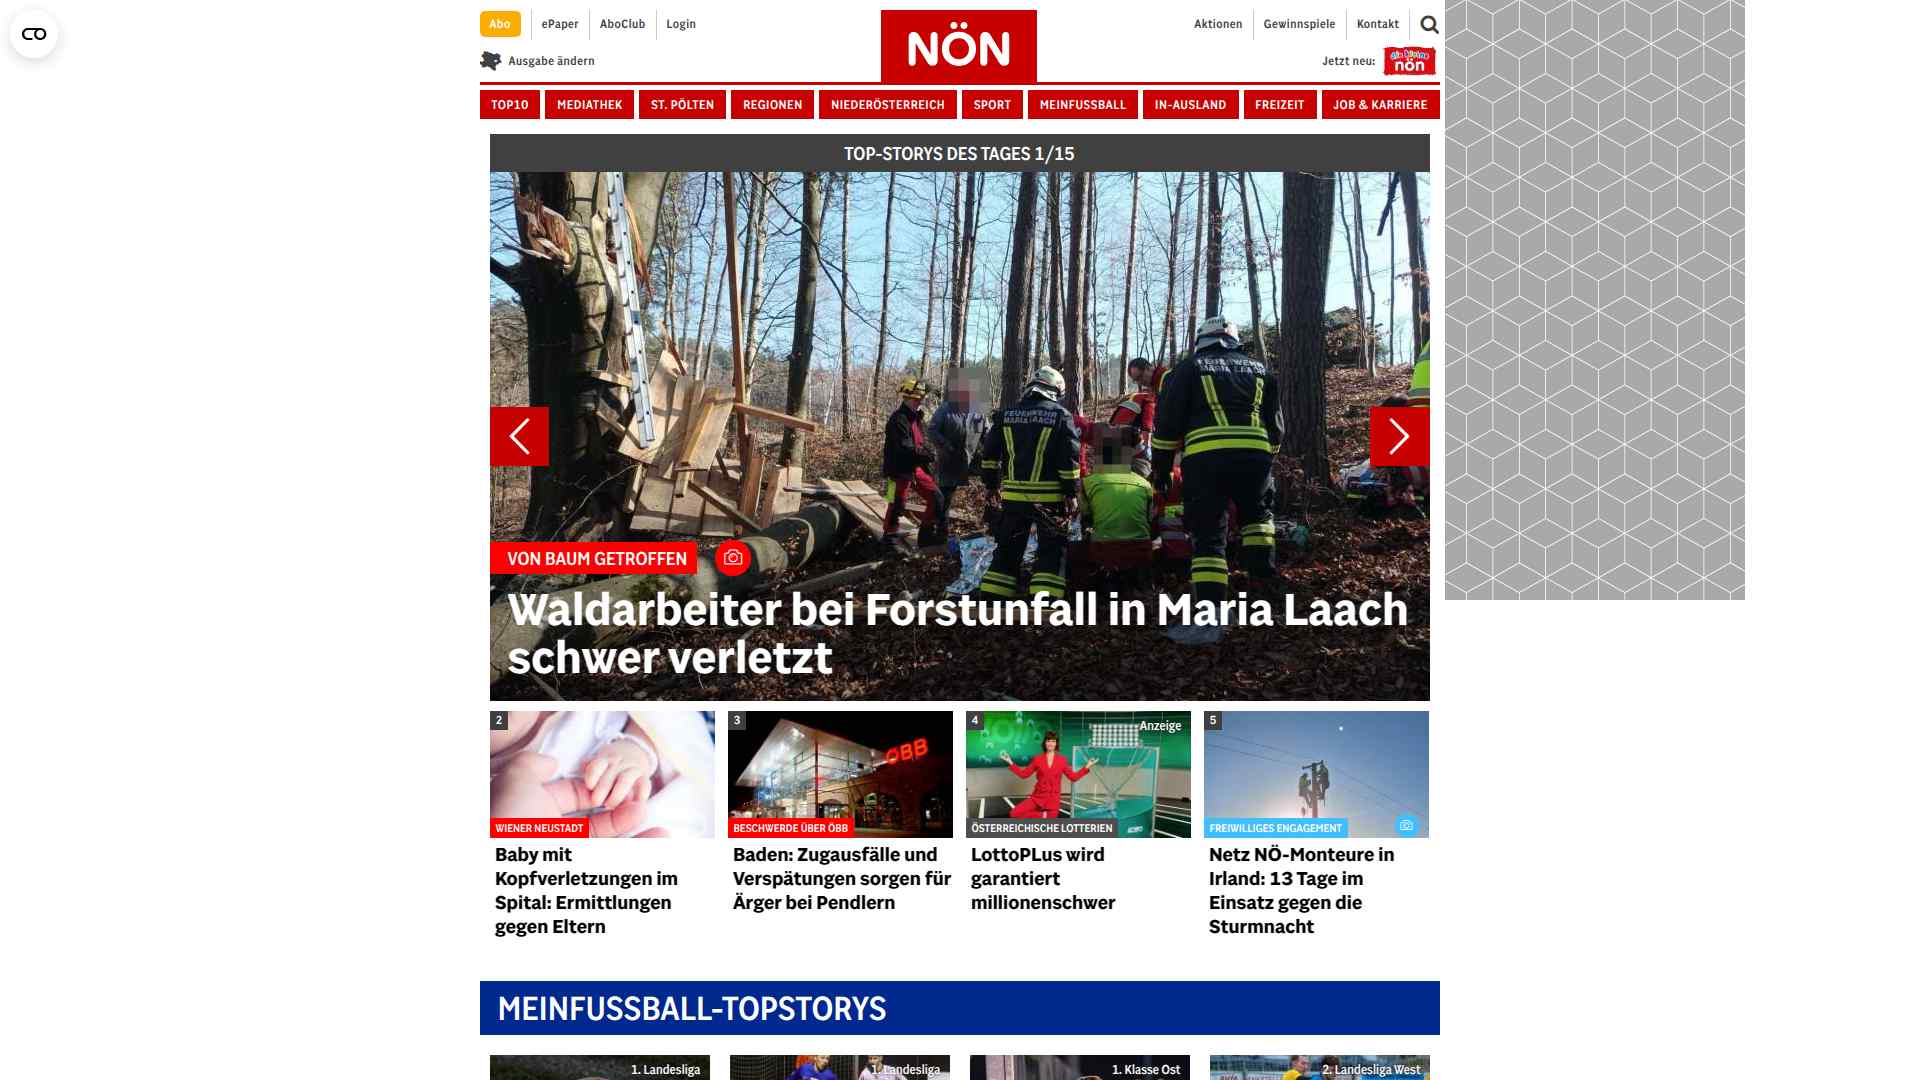 Abo
ePaper
AboClub
Login
NÖN
Aktionen
Gewinnspiele
Kontakt
Ausgabe ändern
Jetzt neu:
die kleine
nön
TOP10
MEDIATHEK
ST. PÖLTEN
REGIONEN
NIEDERÖSTERREICH
SPORT
MEINFUSSBALL
IN-AUSLAND
FREIZEIT
JOB & KARRIERE
TOP-STORYS DES TAGES 1/15
FEUERWEHR
MARIA LAACH
FEUERWEHR
MARIA LAACH
VON BAUM GETROFFEN
Waldarbeiter bei Forstunfall in Maria Laach
schwer verletzt
2
WIENER NEUSTADT
Baby mit
Kopfverletzungen im
Spital: Ermittlungen
gegen Eltern
3
ÖBB
BESCHWERDE ÜBER ÖBB
Baden: Zugausfälle und
Verspätungen sorgen für
Ärger bei Pendlern
4
Anzeige
ÖSTERREICHISCHE LOTTERIEN
LottoPLus wird
garantiert
millionenschwer
5
FREIWILLIGES ENGAGEMENT
Netz NÖ-Monteure in
Irland: 13 Tage im
Einsatz gegen die
Sturmnacht
MEINFUSSBALL-TOPSTORYS
1. Landesliga
1. Landesliga
1. Klasse Ost
2. Landesliga West